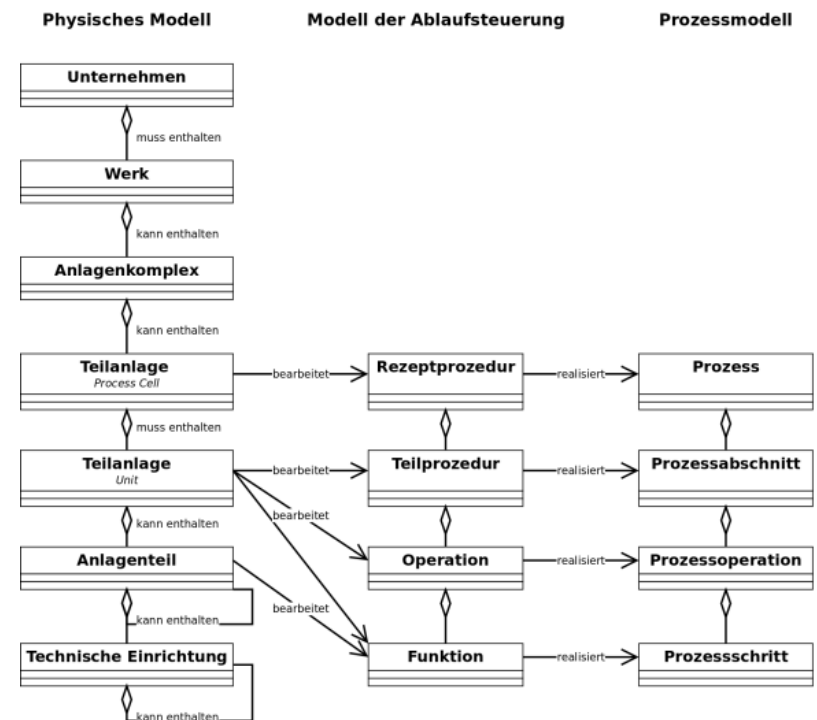 Physisches Modell
Modell der Ablaufsteuerung
Prozessmodell
Unternehmen
muss enthalten
Werk
kann enthalten
Anlagenkomplex
kann enthalten
Teilanlage
Process Cell
bearbeitet
Rezeptprozedur
realisiert
Prozess
muss enthalten
Teilanlage
Unit
bearbeitet
Teilprozedur
realisiert
Prozessabschnitt
bearbeitet
kann enthalten
Anlagenteil
Operation
realisiert
Prozessoperation
bearbeitet
kann enthalten
Technische Einrichtung
Funktion
realisiert
Prozessschritt
kann enthalten